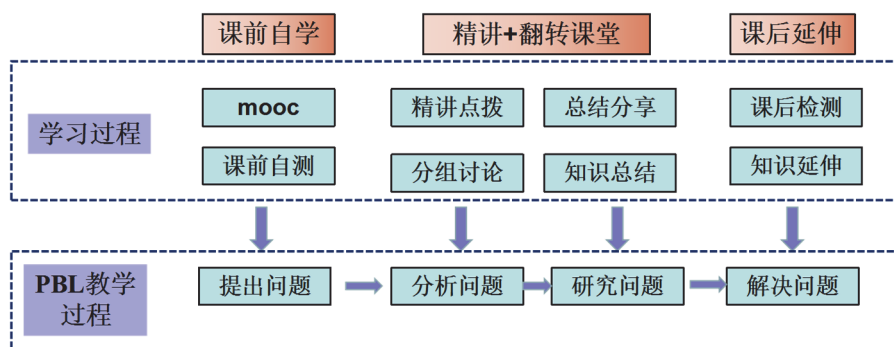 课前自学
精讲+翻转课堂
课后延伸
学习过程
mooc
精讲点拨
总结分享
课后检测
课前自测
分组讨论
知识总结
知识延伸
PBL教学
过程
提出问题
分析问题
研究问题
解决问题